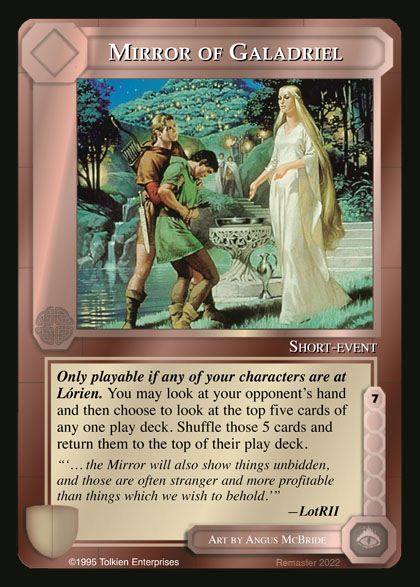 Mirror of Galadriel
Short-event
Only playable if any of your characters are at
Lórien. You may look at your opponent's hand
and then choose to look at the top five cards of
any one play deck. Shuffle those 5 cards and
return them to the top of their play deck.
7
"‘… the Mirror will also show things unbidden,
and those are often stranger and more profitable
than things which we wish to behold.’"
—LotRII
Art by Angus McBride
©1995 Tolkien Enterprises
Remaster 2022